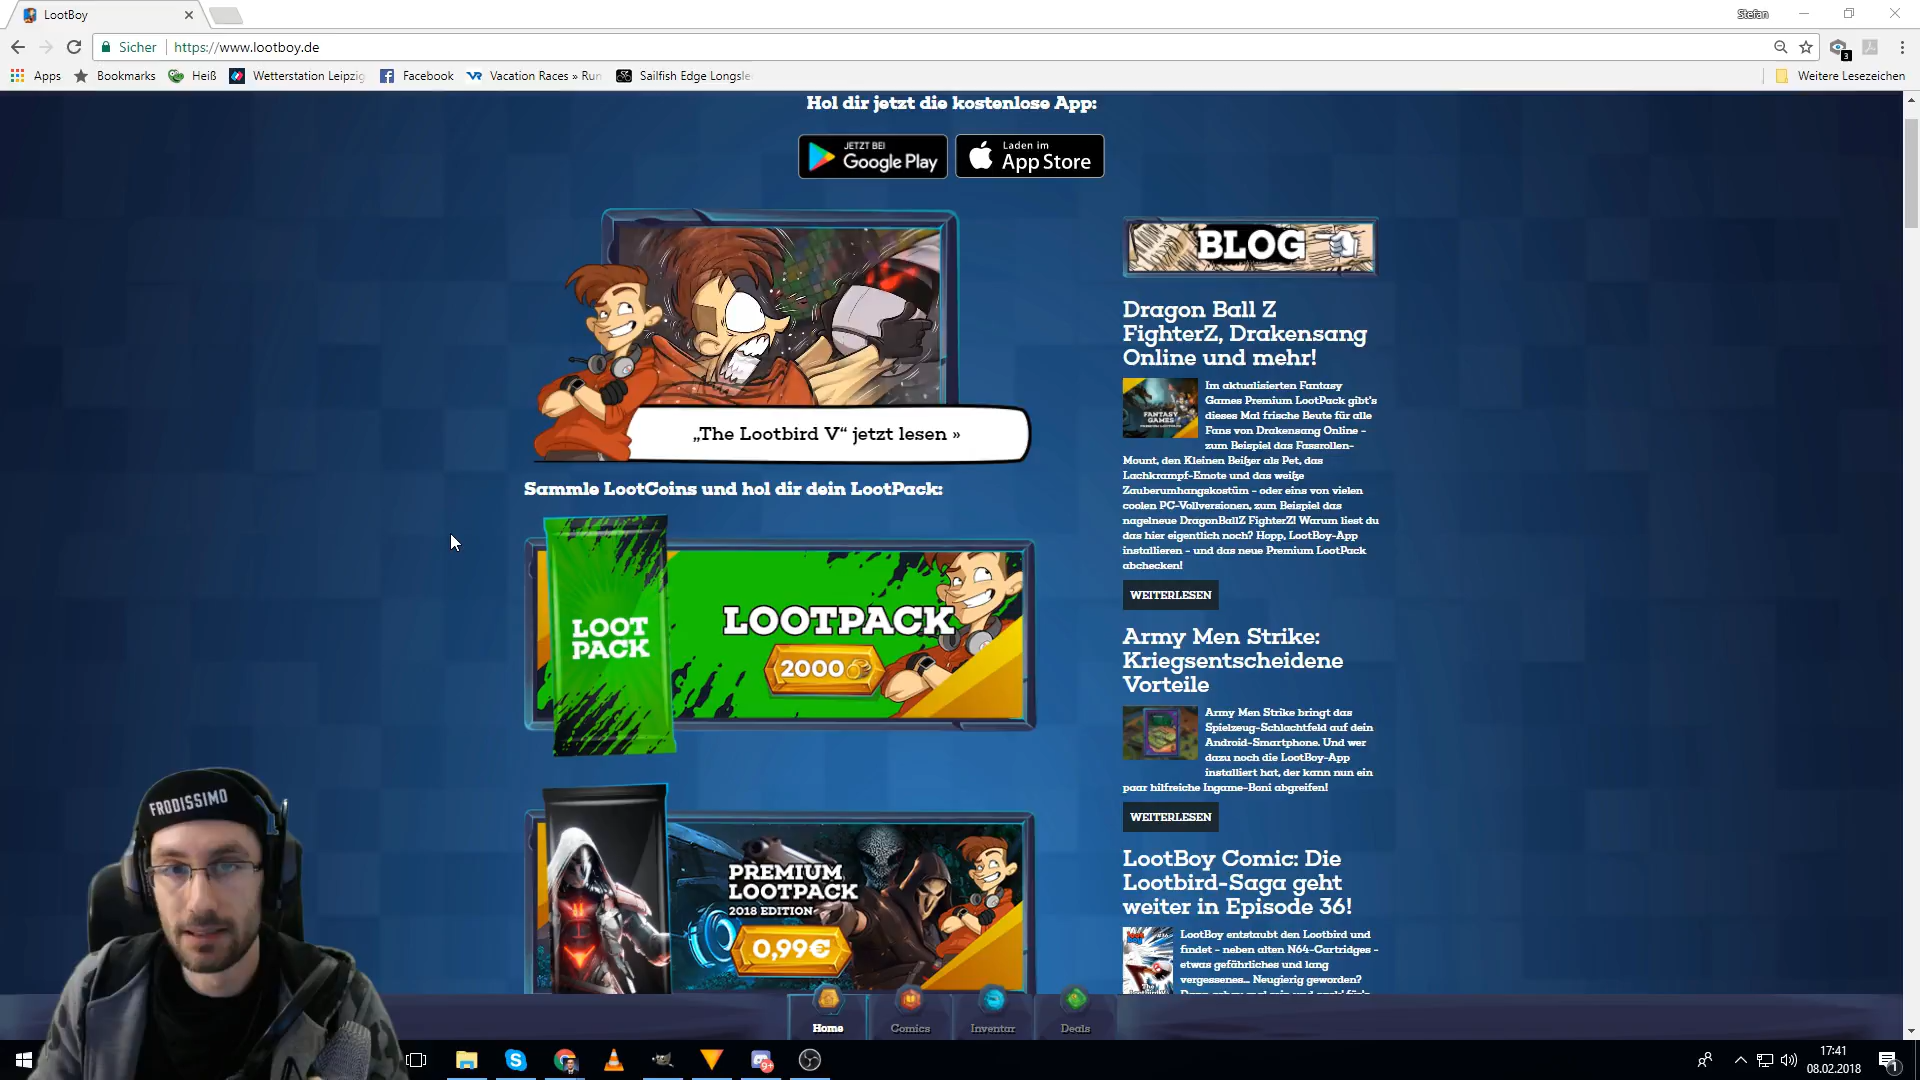 LootBoy
Stefan
Sicher
https://www.lootboy.de
3
Apps
Bookmarks
Heiß
Wetterstation Leipzig
Facebook
Vacation Races » Run
Sailfish Edge Longsle
Weitere Lesezeichen
Hol dir jetzt die kostenlose App:
JETZT BEI
Google Play
Laden im
App Store
„The Lootbird V“ jetzt lesen »
Sammle LootCoins und hol dir dein LootPack:
LOOT
PACK
LOOTPACK
2000
PREMIUM
LOOTPACK
2018 EDITION
0,99€
BLOG
Dragon Ball Z
FighterZ, Drakensang
Online und mehr!
FANTASY
GAMES
Im aktualisierten Fantasy
Games Premium LootPack gibt's
dieses Mal frische Beute für alle
Fans von Drakensang Online -
zum Beispiel das Fassrollen-
Mount, den Kleinen Beißer als Pet, das
Lachkrampf-Emote und das weiße
Zauberumhangskostüm - oder eins von vielen
coolen PC-Vollversionen, zum Beispiel das
nagelneue DragonBallZ FighterZ! Warum liest du
das hier eigentlich noch? Hopp, LootBoy-App
installieren - und das neue Premium LootPack
abchecken!
WEITERLESEN
Army Men Strike:
Kriegsentscheidene
Vorteile
Army Men Strike bringt das
Spielzeug-Schlachtfeld auf dein
Android-Smartphone. Und wer
dazu noch die LootBoy-App
installiert hat, der kann nun ein
paar hilfreiche Ingame-Boni abgreifen!
WEITERLESEN
LootBoy Comic: Die
Lootbird-Saga geht
weiter in Episode 36!
LootBoy entstaubt den Lootbird und
findet - neben alten N64-Cartridges -
etwas gefährliches und lang
vergessenes... Neugierig geworden?
FRODISSIMO
Home
Comics
Inventar
Deals
9+
17:41
08.02.2018
1